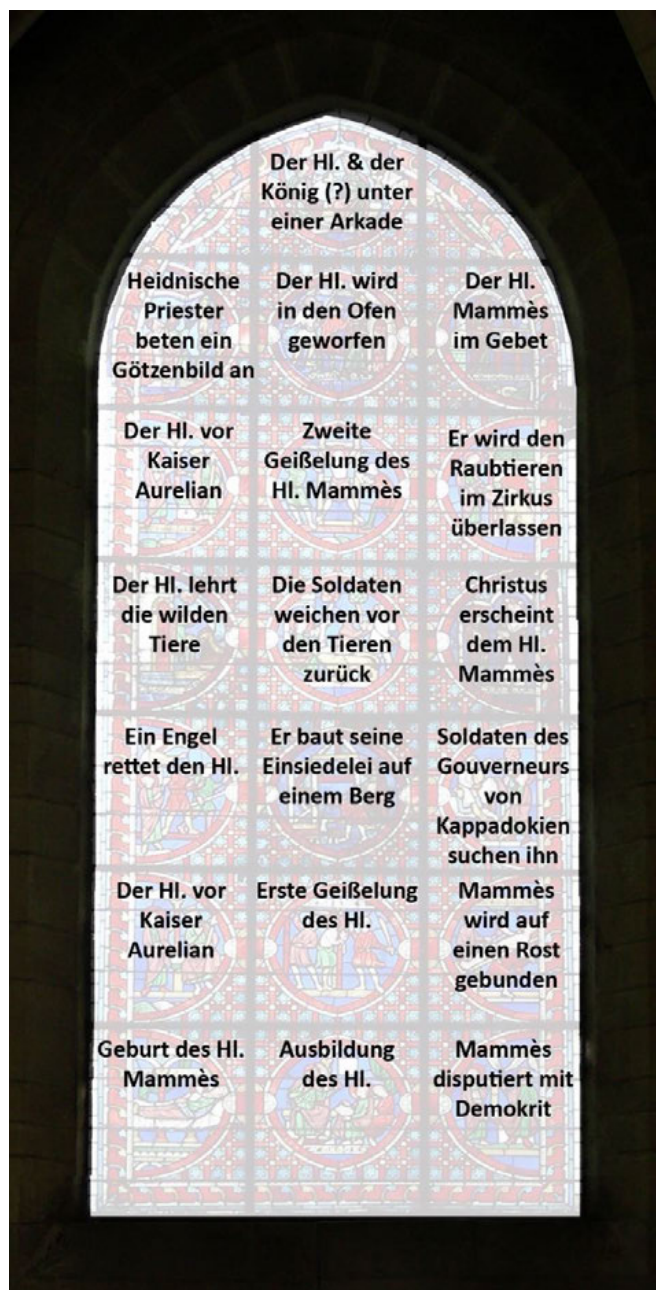 Der Hl. & der
König (?) unter
einer Arkade
Heidnische
Priester
beten ein
Götzenbild an
Der Hl. wird
in den Ofen
geworfen
Der Hl.
Mammès
im Gebet
Der Hl. vor
Kaiser
Aurelian
Zweite
Geißelung des
Hl. Mammès
Er wird den
Raubtieren
im Zirkus
überlassen
Der Hl. lehrt
die wilden
Tiere
Die Soldaten
weichen vor
den Tieren
zurück
Christus
erscheint
dem Hl.
Mammès
Ein Engel
rettet den Hl.
Er baut seine
Einsiedelei auf
einem Berg
Soldaten des
Gouverneurs
von
Kappadokien
suchen ihn
Der Hl. vor
Kaiser
Aurelian
Erste Geißelung
des Hl.
Mammès
wird auf
einen Rost
gebunden
Geburt des Hl.
Mammès
Ausbildung
des Hl.
Mammès
disputiert mit
Demokrit